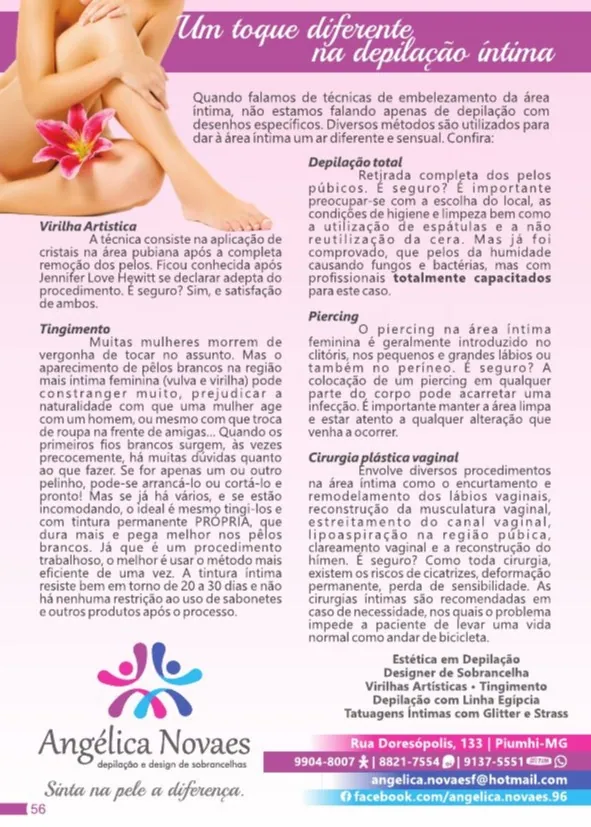 Um toque diferente
na depilação íntima
Quando falamos de técnicas de embelezamento da área
íntima, não estamos falando apenas de depilação com
desenhos específicos. Diversos métodos são utilizados para
dar à área íntima um ar diferente e sensual. Confira:
Virilha Artistica
A técnica consiste na aplicação de
cristais na área pubiana após a completa
remoção dos pelos. Ficou conhecida após
Jennifer Love Hewitt se declarar adepta do
procedimento. É seguro? Sim, e satisfação
de ambos.
Tingimento
Muitas mulheres morrem de
vergonha de tocar no assunto. Mas o
aparecimento de pêlos brancos na região
mais íntima feminina (vulva e virilha) pode
constranger muito, prejudicar a
naturalidade com que uma mulher age
com um homem, ou mesmo com que troca
de roupa na frente de amigas... Quando os
primeiros fios brancos surgem, às vezes
precocemente, há muitas dúvidas quanto
ao que fazer. Se for apenas um ou outro
pelinho, pode-se arrancá-lo ou cortá-lo e
pronto! Mas se já há vários, e se estão
incomodando, o ideal é mesmo tingi-los e
com tintura permanente PRÓPRIA, que
dura mais e pega melhor nos pêlos
brancos. Já que é um procedimento
trabalhoso, o melhor é usar o método mais
eficiente de uma vez. A tintura íntima
resiste bem em torno de 20 a 30 dias e não
há nenhuma restrição ao uso de sabonetes
e outros produtos após o processo.
Depilação total
Retirada completa dos pelos
púbicos. É seguro? É importante
preocupar-se com a escolha do local, as
condições de higiene e limpeza bem como
a utilização de espátulas e a não
reutilização da cera. Mas já foi
comprovado, que pelos da humidade
causando fungos e bactérias, mas com
profissionais totalmente capacitados
para este caso.
Piercing
O piercing na área íntima
feminina é geralmente introduzido no
clitóris, nos pequenos e grandes lábios ou
também no períneo. É seguro? A
colocação de um piercing em qualquer
parte do corpo pode acarretar uma
infecção. É importante manter a área limpa
e estar atento a qualquer alteração que
venha a ocorrer.
Cirurgia plástica vaginal
Envolve diversos procedimentos
na área íntima como o encurtamento e
remodelamento dos lábios vaginais,
reconstrução da musculatura vaginal,
estreitamento do canal vaginal,
lipoaspiração na região púbica,
clareamento vaginal e a reconstrução do
hímen. É seguro? Como toda cirurgia,
existem os riscos de cicatrizes, deformação
permanente, perda de sensibilidade. As
cirurgias íntimas são recomendadas em
caso de necessidade, nos quais o problema
impede a paciente de levar uma vida
normal como andar de bicicleta.
Estética em Depilação
Designer de Sobrancelha
Virilhas Artísticas • Tingimento
Depilação com Linha Egípcia
Tatuagens Íntimas com Glitter e Strass
Angélica Novaes
depilação e design de sobrancelhas
Sinta na pele a diferença.
Rua Doresópolis, 133 | Piumhi-MG
9904-8007 | 8821-7554 | 9137-5551
angelica.novaesf@hotmail.com
facebook.com/angelica.novaes.96
56